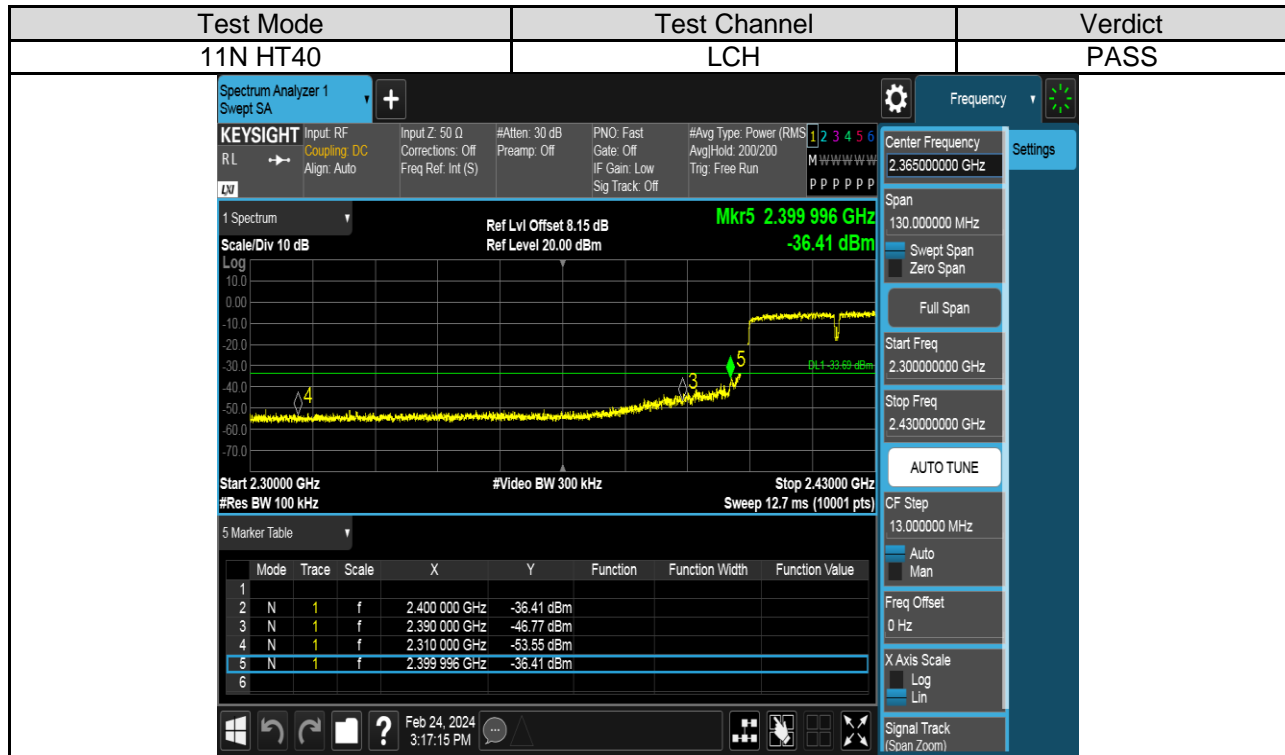 Test Mode Test Channel Verdict
11N HT40 LCH PASS
Spectrum Analyzer 1
Swept SA
+
Frequency
KEYSIGHT
RL
LXI
Input: RF
Coupling: DC
Align: Auto
Input Z: 50 Ω
Corrections: Off
Freq Ref: Int (S)
#Atten: 30 dB
Preamp: Off
PNO: Fast
Gate: Off
IF Gain: Low
Sig Track: Off
#Avg Type: Power (RMS
Avg|Hold: 200/200
Trig: Free Run
1 2 3 4 5 6
M W W W W W
P P P P P P
1 Spectrum
Scale/Div 10 dB
Ref Lvl Offset 8.15 dB
Ref Level 20.00 dBm
Mkr5 2.399 996 GHz
-36.41 dBm
Log
10.0
0.00
-10.0
-20.0
-30.0
-40.0
-50.0
-60.0
-70.0
4
3
5
DL1 -33.69 dBm
Start 2.30000 GHz #Video BW 300 kHz Stop 2.43000 GHz
#Res BW 100 kHz Sweep 12.7 ms (10001 pts)
5 Marker Table
Mode Trace Scale X Y Function Function Width Function Value
1
2 N 1 f 2.400 000 GHz -36.41 dBm
3 N 1 f 2.390 000 GHz -46.77 dBm
4 N 1 f 2.310 000 GHz -53.55 dBm
5 N 1 f 2.399 996 GHz -36.41 dBm
6
?
Feb 24, 2024
3:17:15 PM
Center Frequency
2.365000000 GHz
Settings
Span
130.000000 MHz
Swept Span
Zero Span
Full Span
Start Freq
2.300000000 GHz
Stop Freq
2.430000000 GHz
AUTO TUNE
CF Step
13.000000 MHz
Auto
Man
Freq Offset
0 Hz
X Axis Scale
Log
Lin
Signal Track
(Span Zoom)